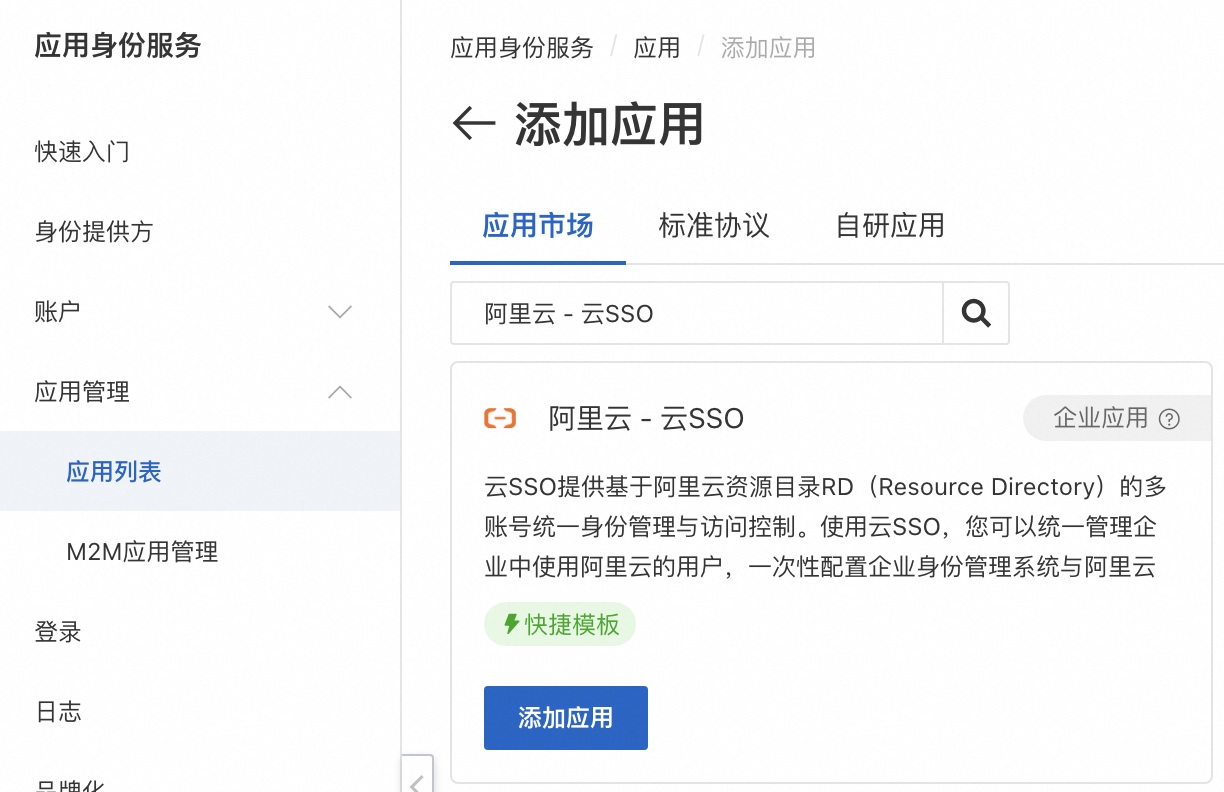 应用身份服务
快速入门
身份提供方
账户
应用管理
应用列表
M2M应用管理
登录
日志
品牌化
应用身份服务 / 应用 / 添加应用
添加应用
应用市场 标准协议 自研应用
阿里云 - 云SSO
阿里云 - 云SSO 企业应用
云SSO提供基于阿里云资源目录RD（Resource Directory）的多
账号统一身份管理与访问控制。使用云SSO，您可以统一管理企
业中使用阿里云的用户，一次性配置企业身份管理系统与阿里云
快捷模板
添加应用